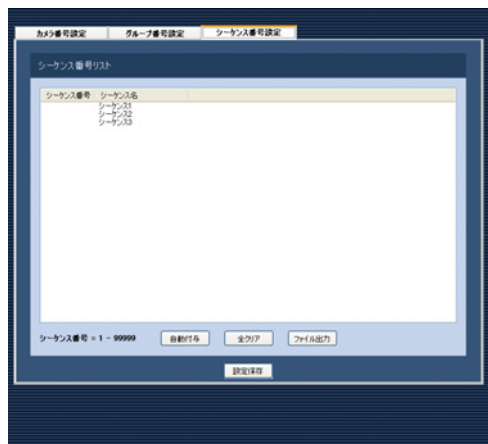 カメラ番号設定 グループ番号設定 シーケンス番号設定
シーケンス番号リスト
シーケンス番号 シーケンス名
シーケンス1
シーケンス2
シーケンス3
シーケンス番号 = 1 - 99999 自動付与 全クリア ファイル出力
設定保存